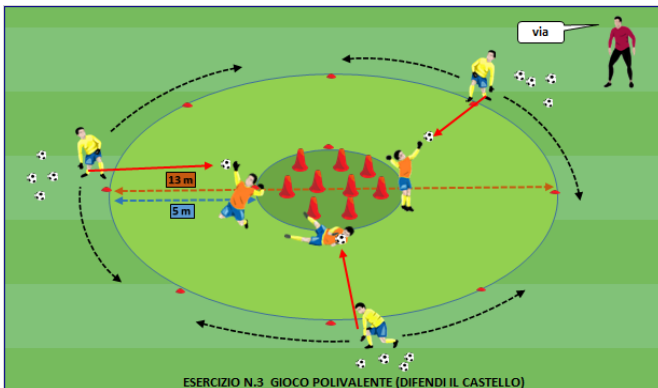 via
13 m
5 m
ESERCIZIO N.3 GIOCO POLIVALENTE (DIFENDI IL CASTELLO)